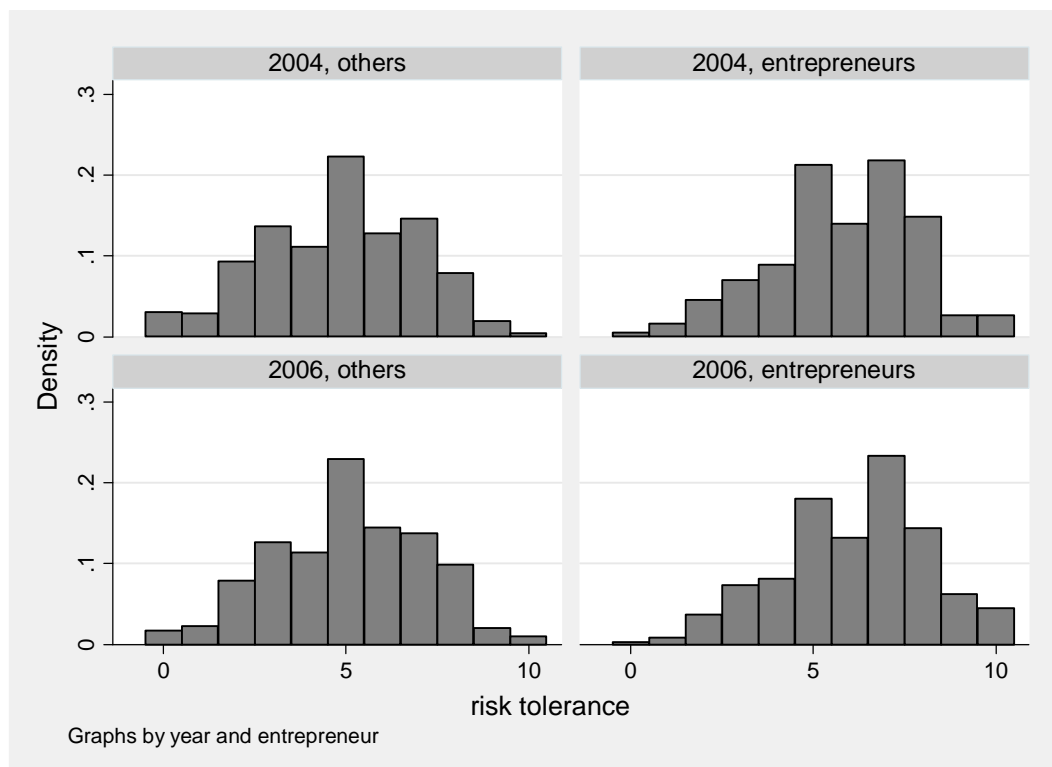 2004, others
2004, entrepreneurs
.3
.2
.1
0
2006, others
2006, entrepreneurs
.3
.2
.1
0
Density
0 5 10
0 5 10
risk tolerance
Graphs by year and entrepreneur